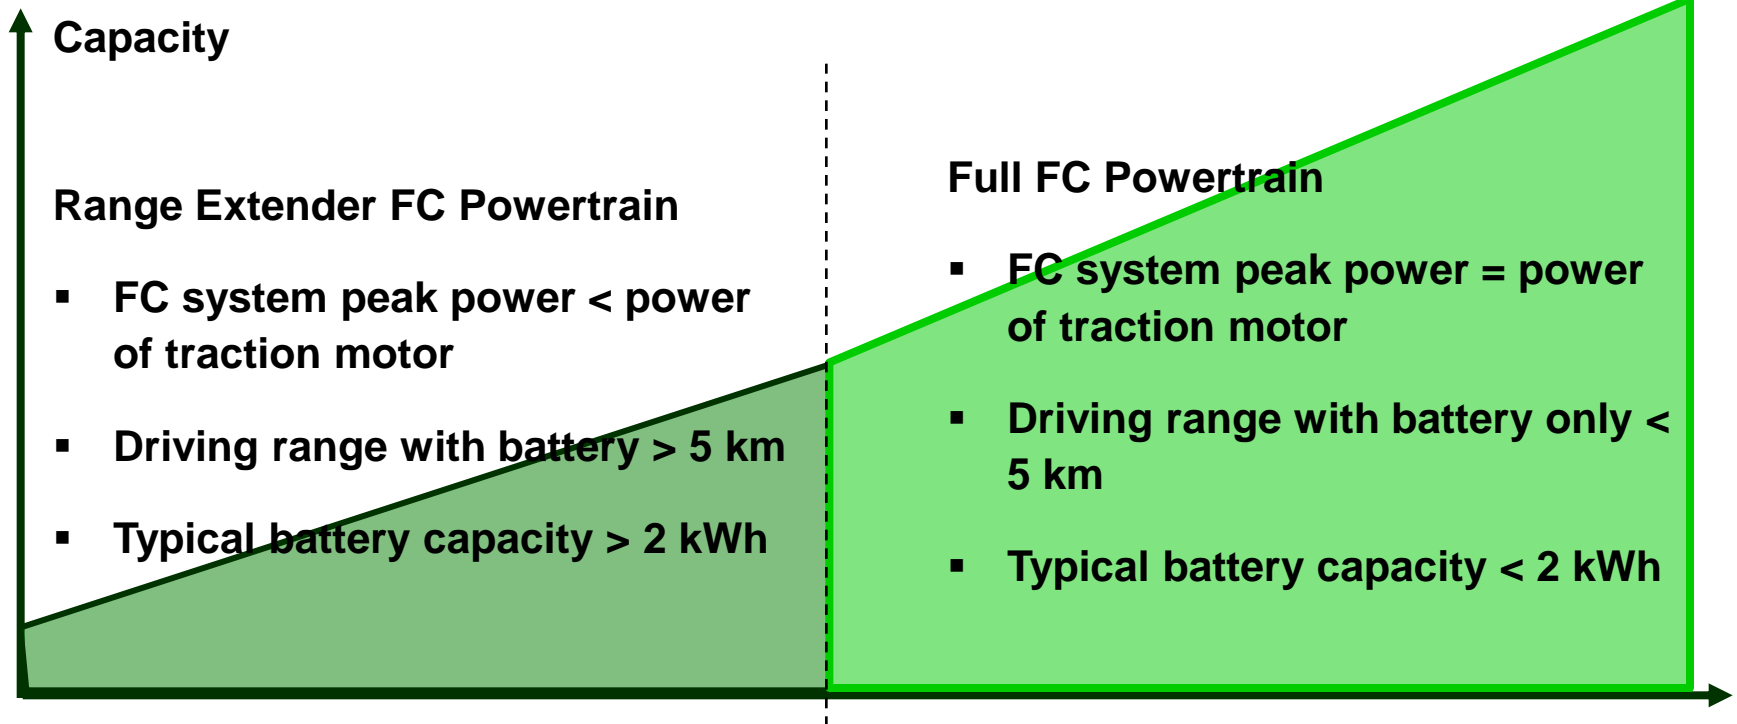 Capacity
Range Extender FC Powertrain
▪ FC system peak power < power
of traction motor
▪ Driving range with battery > 5 km
▪ Typical battery capacity > 2 kWh
Full FC Powertrain
▪ FC system peak power = power
of traction motor
▪ Driving range with battery only <
5 km
▪ Typical battery capacity < 2 kWh